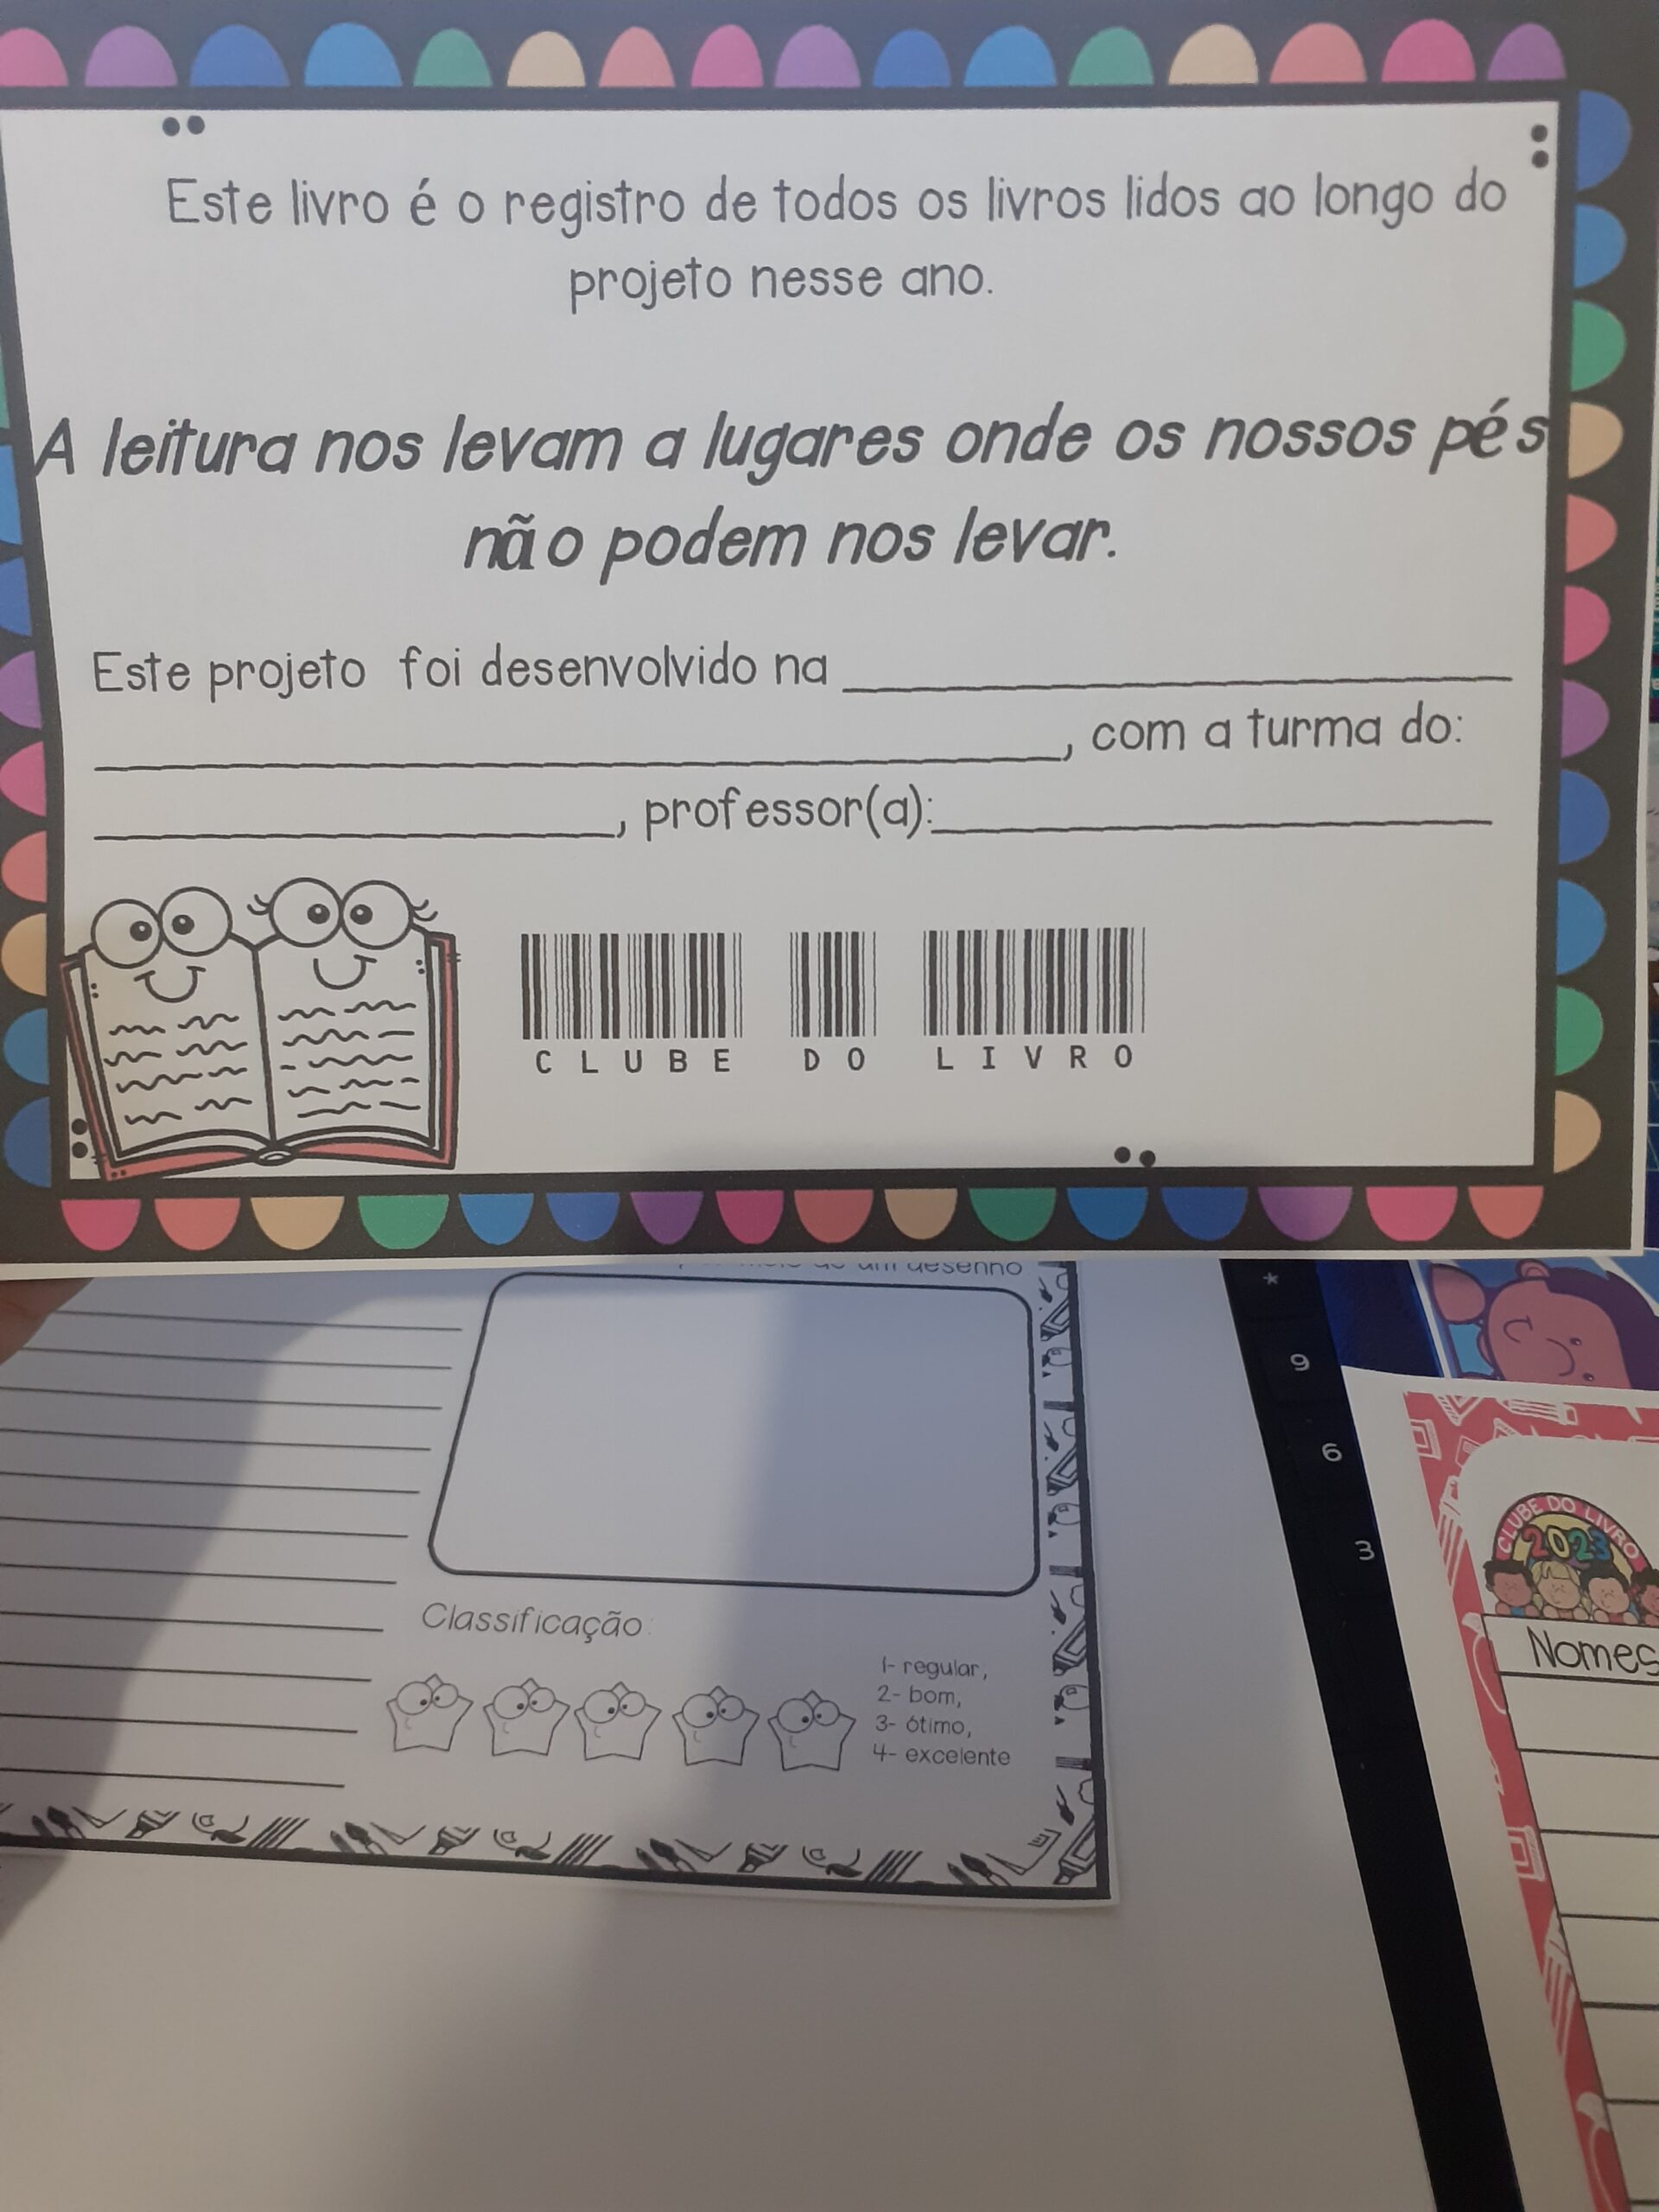 Este livro é o registro de todos os livros lidos ao longo do
projeto nesse ano.
A leitura nos levam a lugares onde os nossos pés
não podem nos levar.
Este projeto foi desenvolvido na
, com a turma do:
, professor(a):
CLUBE DO LIVRO
um desenho
Classificação:
1- regular,
2- bom,
3- ótimo,
4- excelente
*
9
6
3
CLUBE DO LIVRO
2023
Nomes